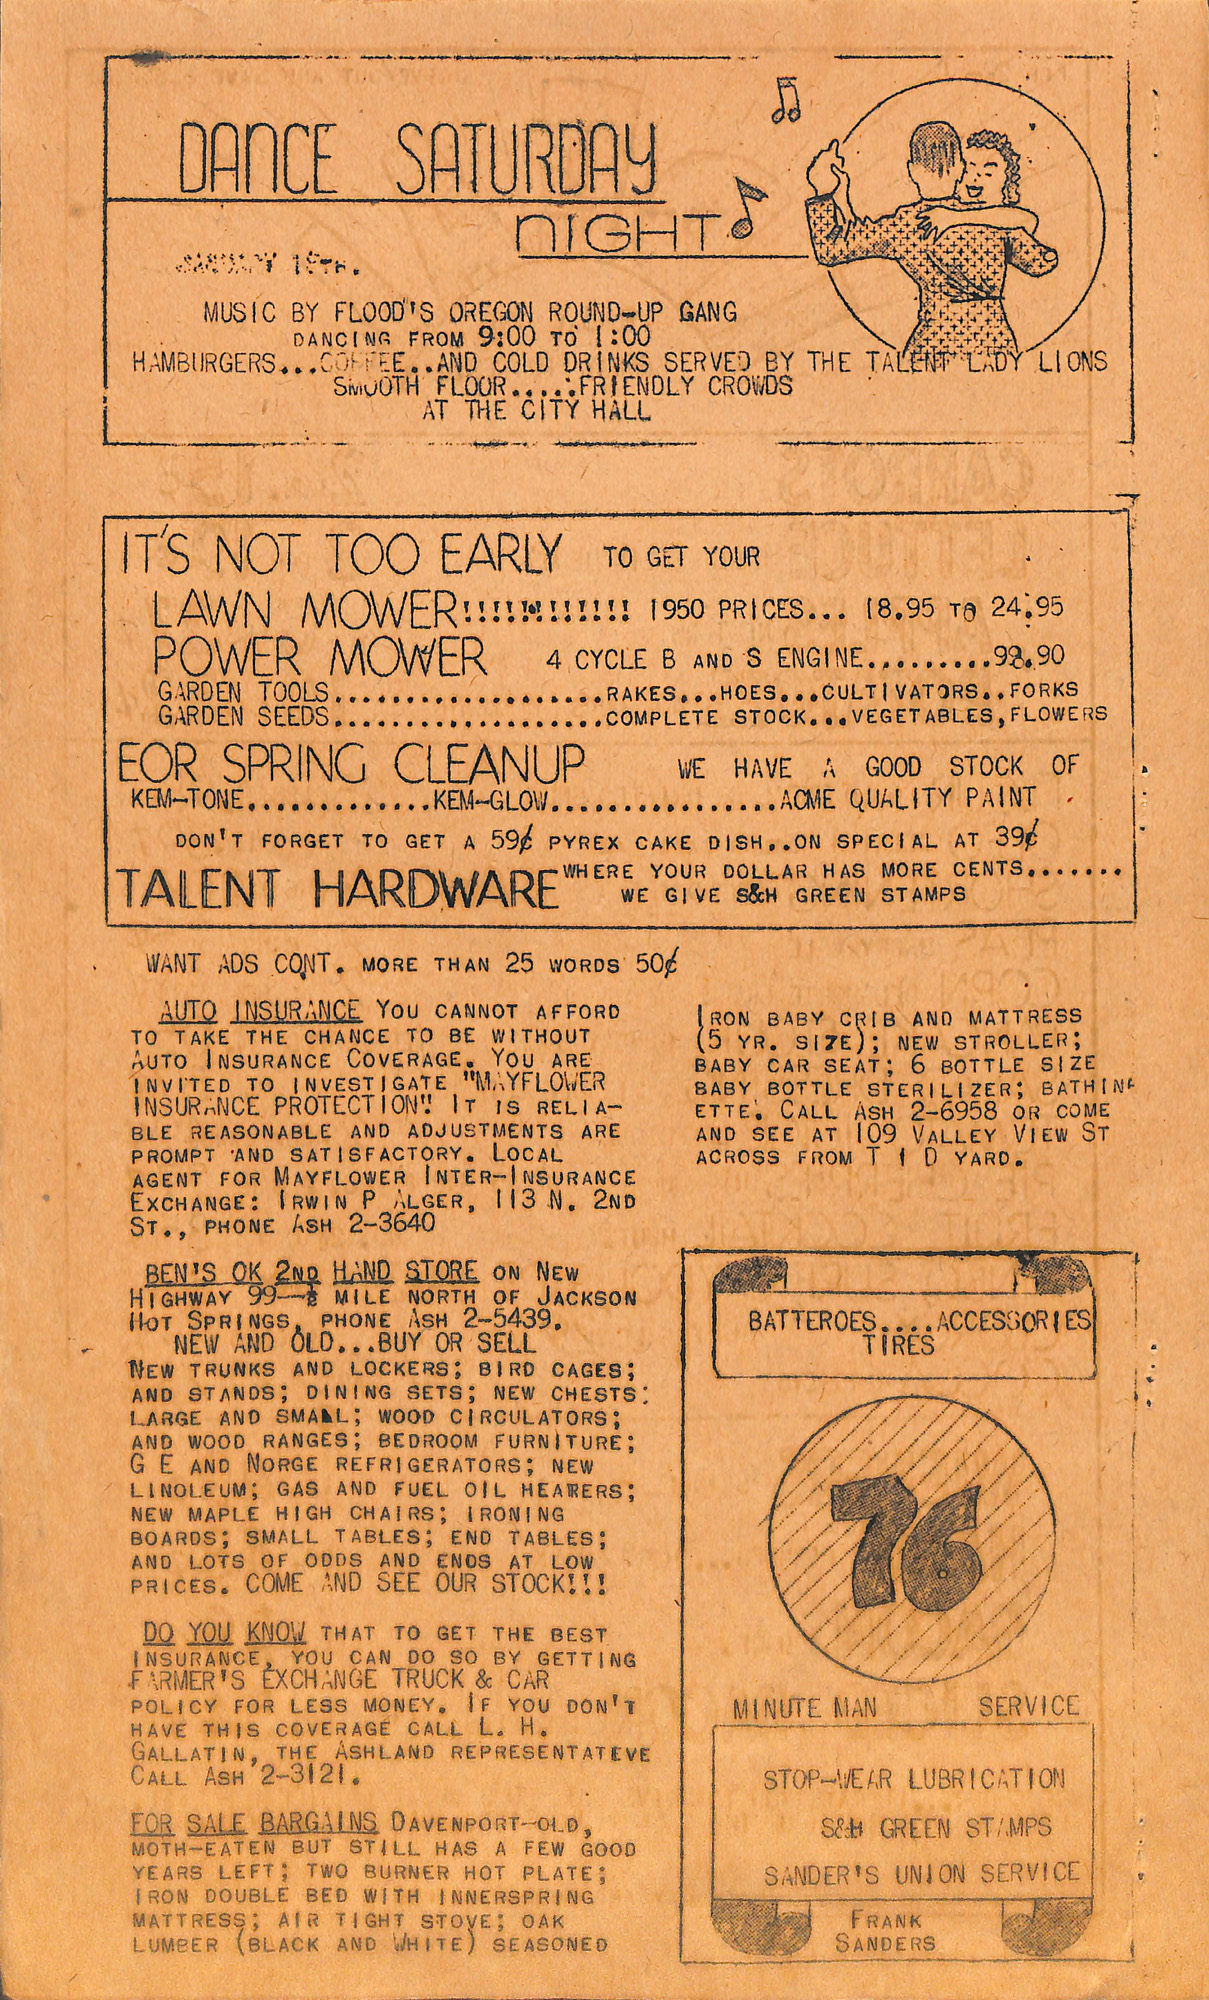 DANCE SATURDAY
NIGHT
MUSIC BY FLOOD'S OREGON ROUND-UP GANG
DANCING FROM 9:00 TO 1:00
HAMBURGERS...COFFEE..AND COLD DRINKS SERVED BY THE TALENT LADY LIONS
SMOOTH FLOOR.....FRIENDLY CROWDS
AT THE CITY HALL
IT'S NOT TOO EARLY TO GET YOUR
LAWN MOWER!!!!!!!!!!!!! 1950 PRICES... 18.95 TO 24.95
POWER MOWER 4 CYCLE B AND S ENGINE.........
GARDEN TOOLS...................RAKES...HOES...CULTIVATORS..FORKS
GARDEN SEEDS...................COMPLETE STOCK...VEGETABLES,FLOWERS
FOR SPRING CLEANUP WE HAVE A GOOD STOCK OF
KEM-TONE.............KEM-GLOW................ACME QUALITY PAINT
DON'T FORGET TO GET A 59¢ PYREX CAKE DISH..ON SPECIAL AT 39¢
TALENT HARDWARE WHERE YOUR DOLLAR HAS MORE CENTS.......
WE GIVE S&H GREEN STAMPS
WANT ADS CONT. MORE THAN 25 WORDS 50¢
AUTO INSURANCE YOU CANNOT AFFORD
TO TAKE THE CHANCE TO BE WITHOUT
AUTO INSURANCE COVERAGE. YOU ARE
INVITED TO INVESTIGATE "MAYFLOWER
INSURANCE PROTECTION". IT IS RELIA-
BLE REASONABLE AND ADJUSTMENTS ARE
PROMPT AND SATISFACTORY. LOCAL
AGENT FOR MAYFLOWER INTER-INSURANCE
EXCHANGE: IRWIN P ALGER, 113 N. 2ND
ST., PHONE ASH 2-3640
BEN'S OK 2ND HAND STORE ON NEW
HIGHWAY 99--½ MILE NORTH OF JACKSON
HOT SPRINGS, PHONE ASH 2-5439.
NEW AND OLD...BUY OR SELL
NEW TRUNKS AND LOCKERS; BIRD CAGES;
AND STANDS; DINING SETS; NEW CHESTS:
LARGE AND SMALL; WOOD CIRCULATORS;
AND WOOD RANGES; BEDROOM FURNITURE;
G E AND NORGE REFRIGERATORS; NEW
LINOLEUM; GAS AND FUEL OIL HEATERS;
NEW MAPLE HIGH CHAIRS; IRONING
BOARDS; SMALL TABLES; END TABLES;
AND LOTS OF ODDS AND ENDS AT LOW
PRICES. COME AND SEE OUR STOCK!!!
DO YOU KNOW THAT TO GET THE BEST
INSURANCE, YOU CAN DO SO BY GETTING
FARMER'S EXCHANGE TRUCK & CAR
POLICY FOR LESS MONEY. IF YOU DON'T
HAVE THIS COVERAGE CALL L. H.
GALLATIN, THE ASHLAND REPRESENTATEVE
CALL ASH 2-3121.
FOR SALE BARGAINS DAVENPORT--OLD,
MOTH-EATEN BUT STILL HAS A FEW GOOD
YEARS LEFT; TWO BURNER HOT PLATE;
IRON DOUBLE BED WITH INNERSPRING
MATTRESS; AIR TIGHT STOVE; OAK
LUMBER (BLACK AND WHITE) SEASONED
IRON BABY CRIB AND MATTRESS
(5 YR. SIZE); NEW STROLLER;
BABY CAR SEAT; 6 BOTTLE SIZE
BABY BOTTLE STERILIZER; BATHIN
ETTE. CALL ASH 2-6958 OR COME
AND SEE AT 109 VALLEY VIEW ST
ACROSS FROM T I D YARD.
BATTEROES....ACCESSORIES
TIRES
76
MINUTE MAN SERVICE
STOP-WEAR LUBRICATION
S&H GREEN STAMPS
SANDER'S UNION SERVICE
FRANK
SANDERS